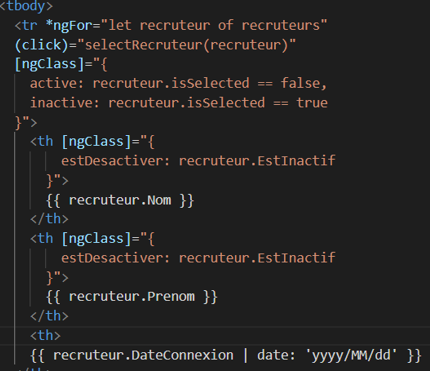 <tbody>
<tr *ngFor="let recruteur of recruteurs"
(click)="selectRecruteur(recruteur)"
[ngClass]="{
active: recruteur.isSelected == false,
inactive: recruteur.isSelected == true
}">
<th [ngClass]="{
estDesactiver: recruteur.EstInactif
}">
{{ recruteur.Nom }}
</th>
<th [ngClass]="{
estDesactiver: recruteur.EstInactif
}">
{{ recruteur.Prenom }}
</th>
<th>
{{ recruteur.DateConnexion | date: 'yyyy/MM/dd' }}